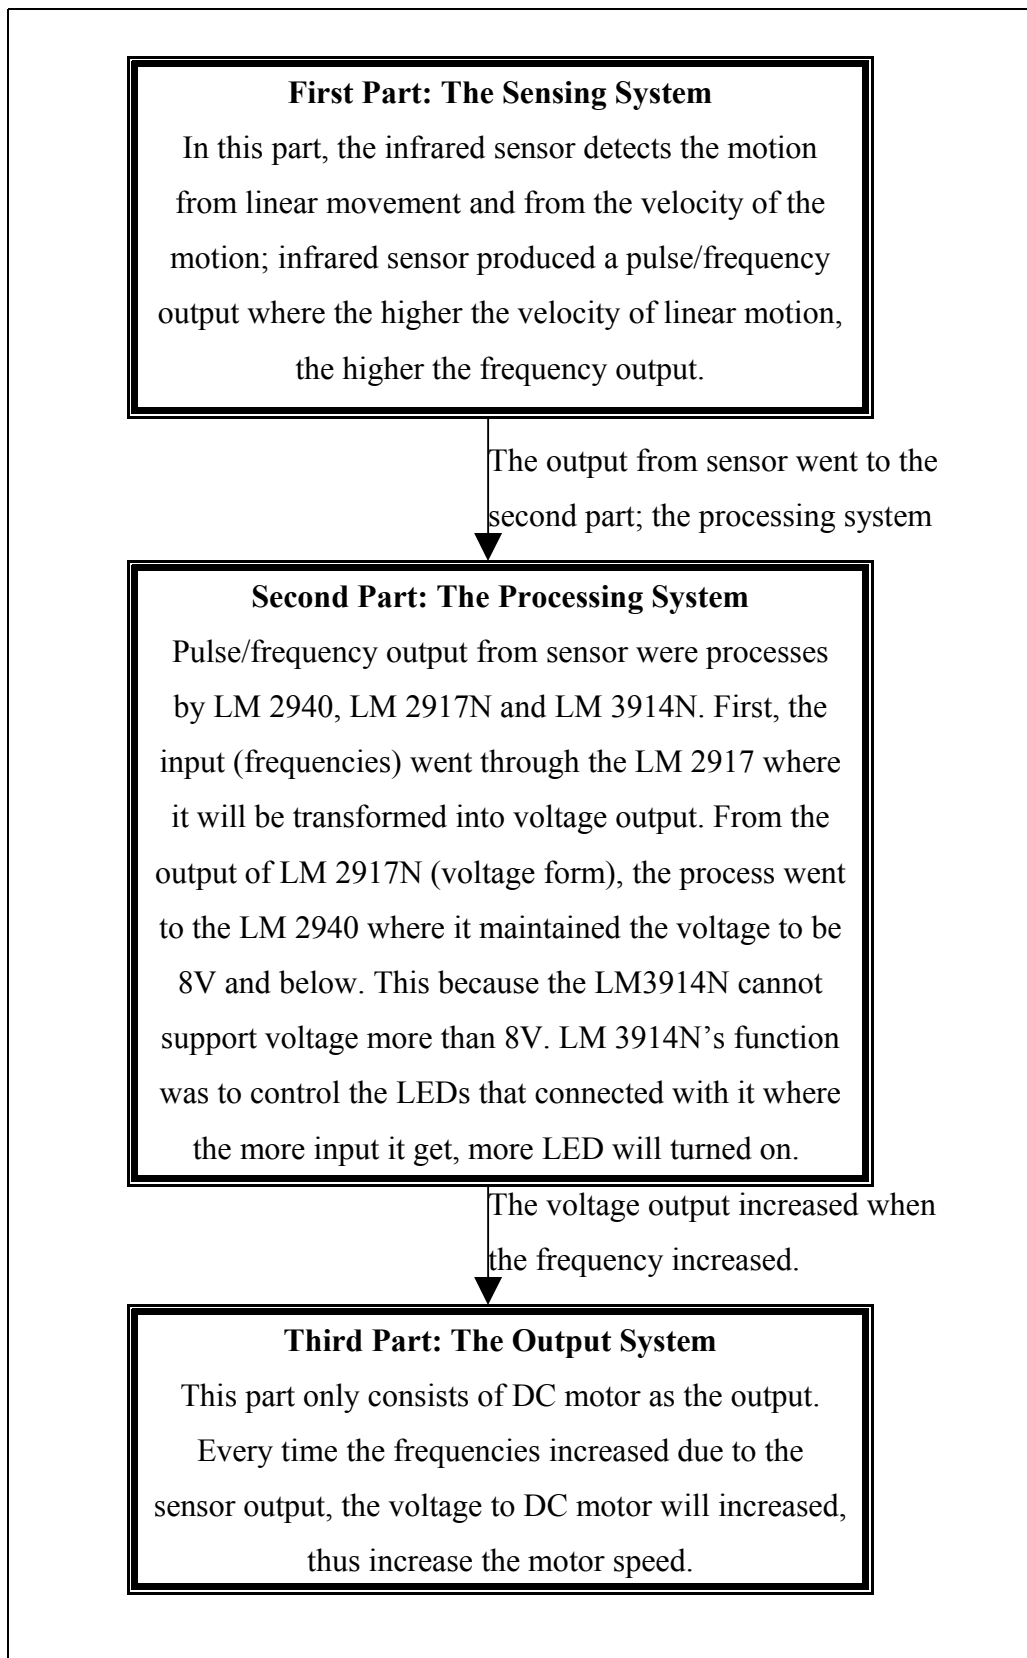 First Part: The Sensing System
In this part, the infrared sensor detects the motion
from linear movement and from the velocity of the
motion; infrared sensor produced a pulse/frequency
output where the higher the velocity of linear motion,
the higher the frequency output.
The output from sensor went to the
second part; the processing system
Second Part: The Processing System
Pulse/frequency output from sensor were processes
by LM 2940, LM 2917N and LM 3914N. First, the
input (frequencies) went through the LM 2917 where
it will be transformed into voltage output. From the
output of LM 2917N (voltage form), the process went
to the LM 2940 where it maintained the voltage to be
8V and below. This because the LM3914N cannot
support voltage more than 8V. LM 3914N’s function
was to control the LEDs that connected with it where
the more input it get, more LED will turned on.
The voltage output increased when
the frequency increased.
Third Part: The Output System
This part only consists of DC motor as the output.
Every time the frequencies increased due to the
sensor output, the voltage to DC motor will increased,
thus increase the motor speed.